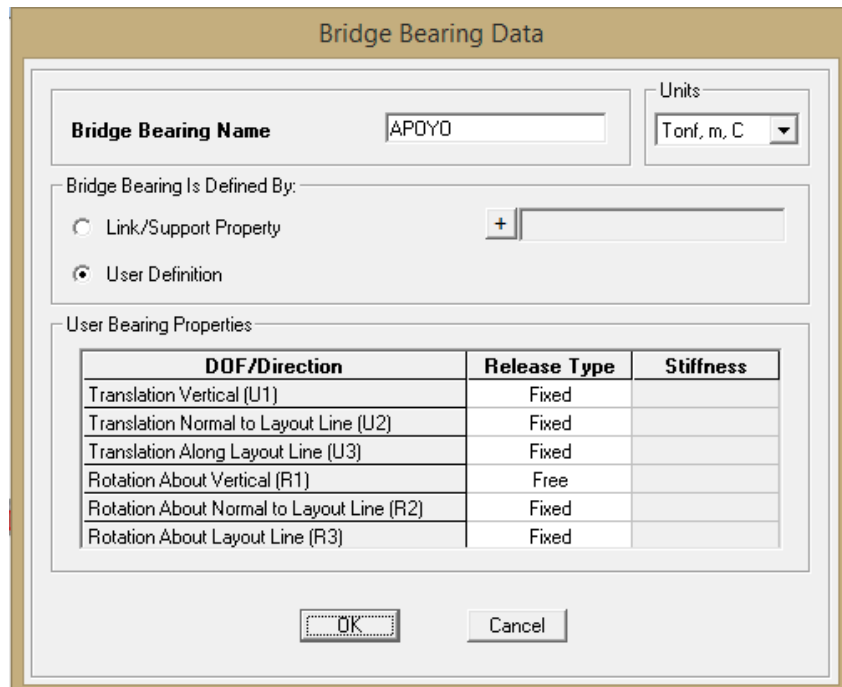 Bridge Bearing Data
Units
Bridge Bearing Name APOYO Tonf, m, C
Bridge Bearing Is Defined By:
Link/Support Property +
User Definition
User Bearing Properties
DOF/Direction Release Type Stiffness
Translation Vertical (U1) Fixed
Translation Normal to Layout Line (U2) Fixed
Translation Along Layout Line (U3) Fixed
Rotation About Vertical (R1) Free
Rotation About Normal to Layout Line (R2) Fixed
Rotation About Layout Line (R3) Fixed
OK Cancel